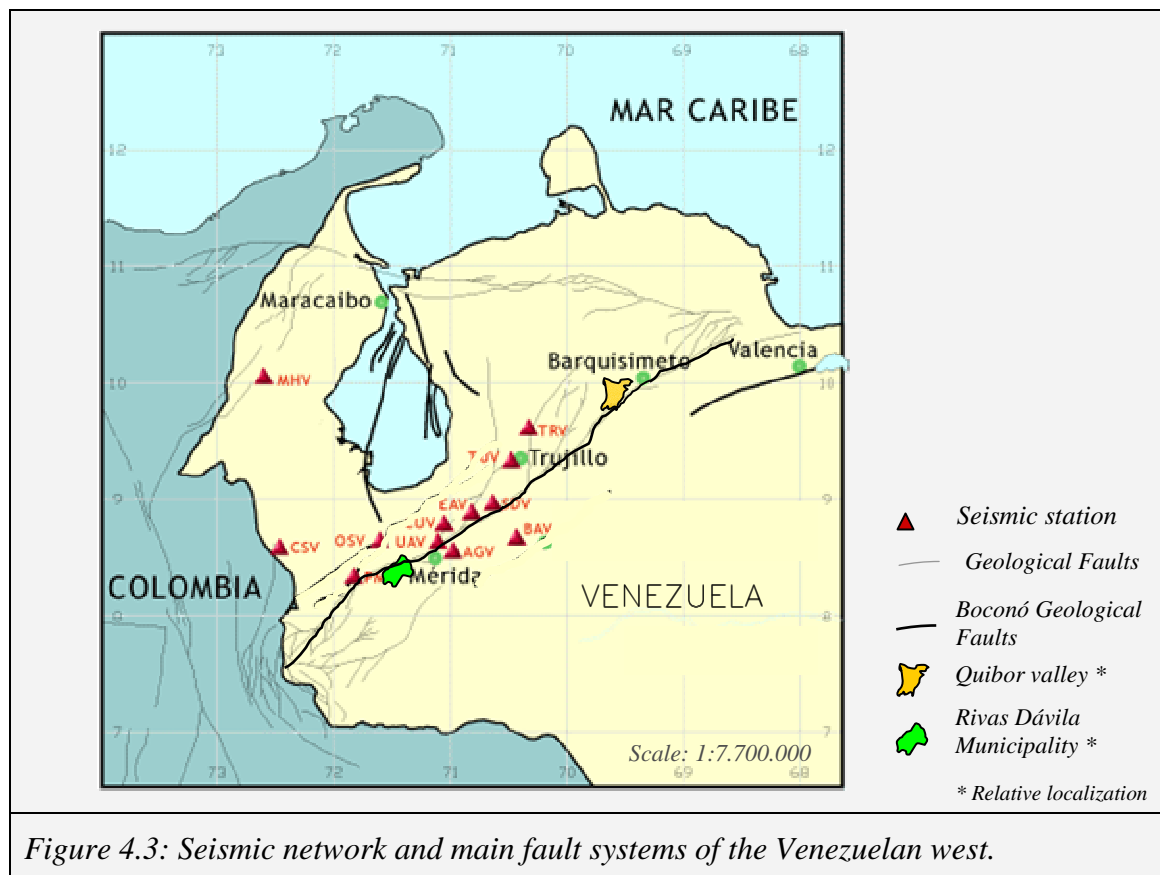 73 72 71 70 69 68
MAR CARIBE
12 12
11 11
Maracaibo
Valencia
Barquisimeto
10 10
MHV
TRV
Trujillo
9 9
EAV SDV
BAV
OSV UAV
CSV AGV
Mérida
COLOMBIA
VENEZUELA
8 8
7 7
Scale: 1:7.700.000
73 72 71 70 69 68
Seismic station
Geological Faults
Boconó Geological
Faults
Quibor valley *
Rivas Dávila
Municipality *
* Relative localization
Figure 4.3: Seismic network and main fault systems of the Venezuelan west.